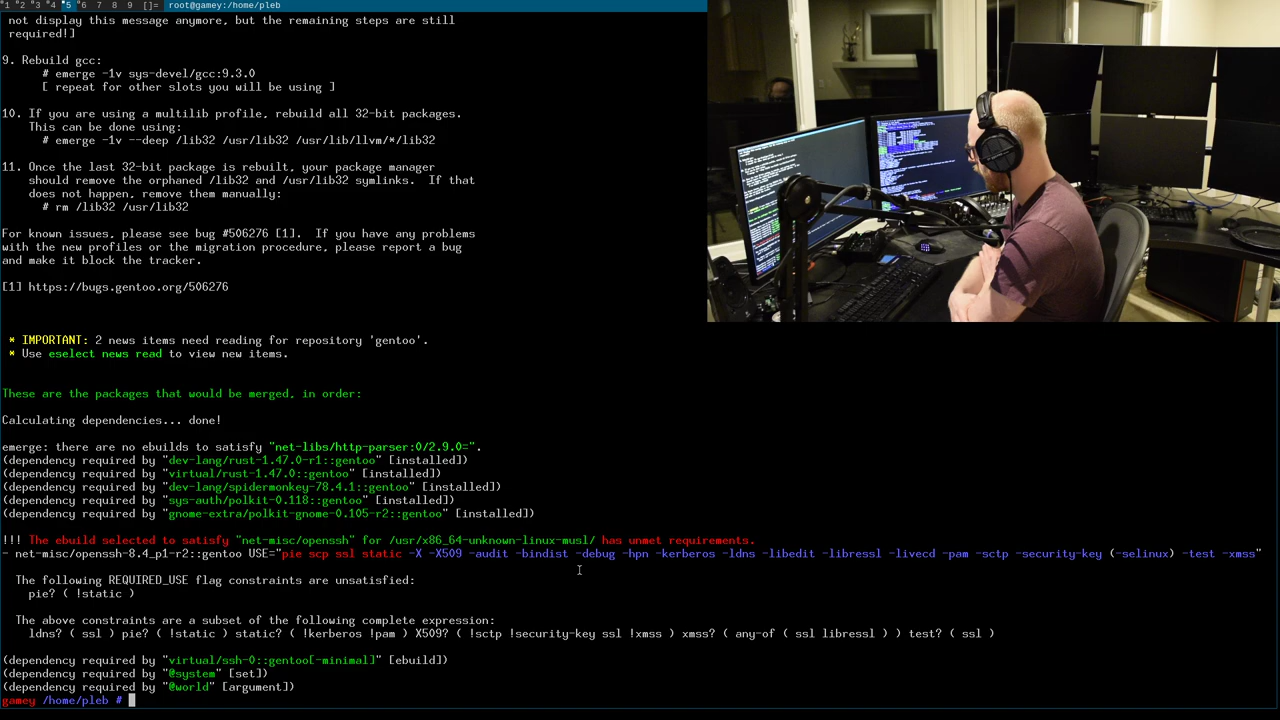 1 2 3 4 5 6 7 8 9 []= root@gamey:/home/pleb
not display this message anymore, but the remaining steps are still
required!]
9. Rebuild gcc:
# emerge -1v sys-devel/gcc:9.3.0
[ repeat for other slots you will be using ]
10. If you are using a multilib profile, rebuild all 32-bit packages.
This can be done using:
# emerge -1v --deep /lib32 /usr/lib32 /usr/lib/llvm/*/lib32
11. Once the last 32-bit package is rebuilt, your package manager
should remove the orphaned /lib32 and /usr/lib32 symlinks.  If that
does not happen, remove them manually:
# rm /lib32 /usr/lib32
For known issues, please see bug #506276 [1].  If you have any problems
with the new profiles or the migration procedure, please report a bug
and make it block the tracker.
[1] https://bugs.gentoo.org/506276
* IMPORTANT: 2 news items need reading for repository 'gentoo'.
* Use eselect news read to view new items.
These are the packages that would be merged, in order:
Calculating dependencies... done!
emerge: there are no ebuilds to satisfy "net-libs/http-parser:0/2.9.0=".
(dependency required by "dev-lang/rust-1.47.0-r1::gentoo" [installed])
(dependency required by "virtual/rust-1.47.0::gentoo" [installed])
(dependency required by "dev-lang/spidermonkey-78.4.1::gentoo" [installed])
(dependency required by "sys-auth/polkit-0.118::gentoo" [installed])
(dependency required by "gnome-extra/polkit-gnome-0.105-r2::gentoo" [installed])
!!! The ebuild selected to satisfy "net-misc/openssh" for /usr/x86_64-unknown-linux-musl/ has unmet requirements.
- net-misc/openssh-8.4_p1-r2::gentoo USE="pie scp ssl static -X -X509 -audit -bindist -debug -hpn -kerberos -ldns -libedit -libressl -livecd -pam -sctp -security-key (-selinux) -test -xmss"
The following REQUIRED_USE flag constraints are unsatisfied:
pie? ( !static )
The above constraints are a subset of the following complete expression:
ldns? ( ssl ) pie? ( !static ) static? ( !kerberos !pam ) X509? ( !sctp !security-key ssl !xmss ) xmss? ( any-of ( ssl libressl ) ) test? ( ssl )
(dependency required by "virtual/ssh-0::gentoo[-minimal]" [ebuild])
(dependency required by "@system" [set])
(dependency required by "@world" [argument])
gamey /home/pleb #